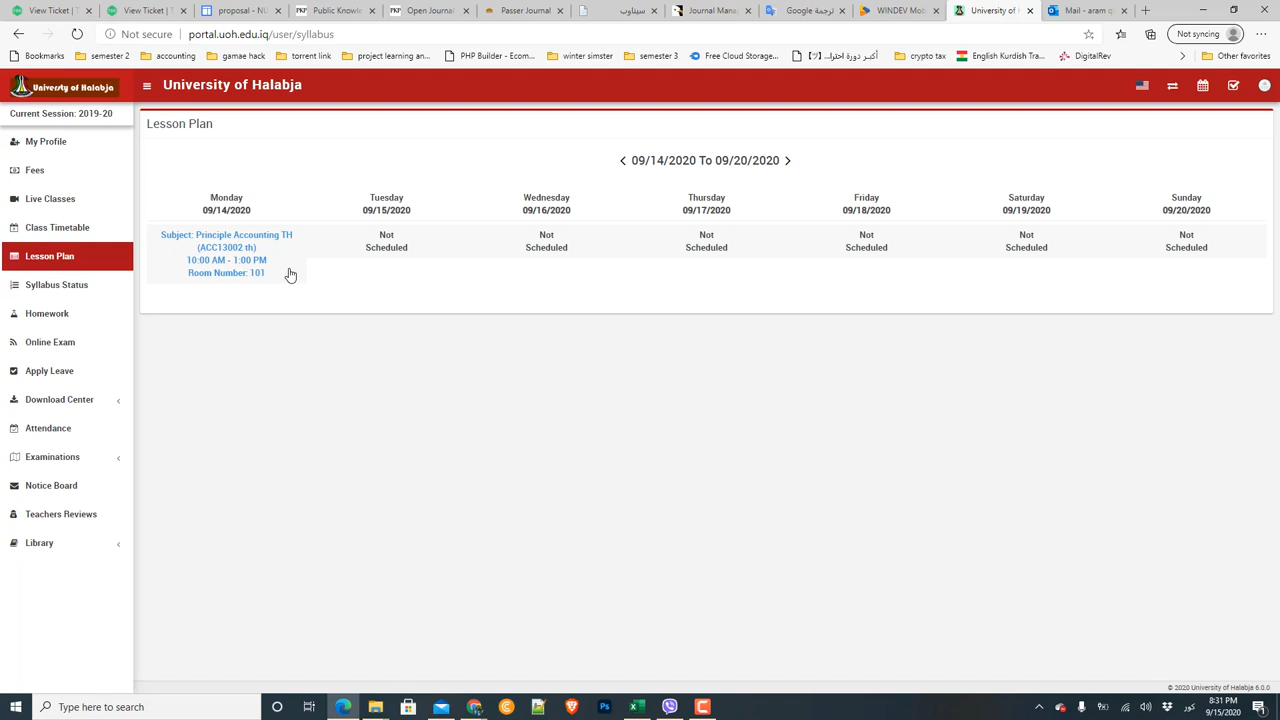 View Ticket (#1
View Ticket (#1
proposal - NU
Public Knowle
Open Journal
Passer Journal
سیناوب
Journal Manag
Google ترجمة
WINDEV Mobi
University of H
Mail - aram qa
Not secure | portal.uoh.edu.iq/user/syllabus
Not syncing
Bookmarks
semester 2
accounting
gamae hack
torrent link
project learning an...
PHP Builder - Ecom...
winter simster
semester 3
Free Cloud Storage...
crypto tax
English Kurdish Tra...
DigitalRev
Other favorites
University of Halabja
University of Halabja
Current Session: 2019-20
My Profile
Fees
Live Classes
Class Timetable
Lesson Plan
Syllabus Status
Homework
Online Exam
Apply Leave
Download Center
Attendance
Examinations
Notice Board
Teachers Reviews
Library
Lesson Plan
09/14/2020 To 09/20/2020
Monday
09/14/2020
Tuesday
09/15/2020
Wednesday
09/16/2020
Thursday
09/17/2020
Friday
09/18/2020
Saturday
09/19/2020
Sunday
09/20/2020
Subject: Principle Accounting TH
(ACC13002 th)
10:00 AM - 1:00 PM
Room Number: 101
Not
Scheduled
Not
Scheduled
Not
Scheduled
Not
Scheduled
Not
Scheduled
Not
Scheduled
© 2020 University of Halabja 6.0.0
Type here to search
8:31 PM
9/15/2020